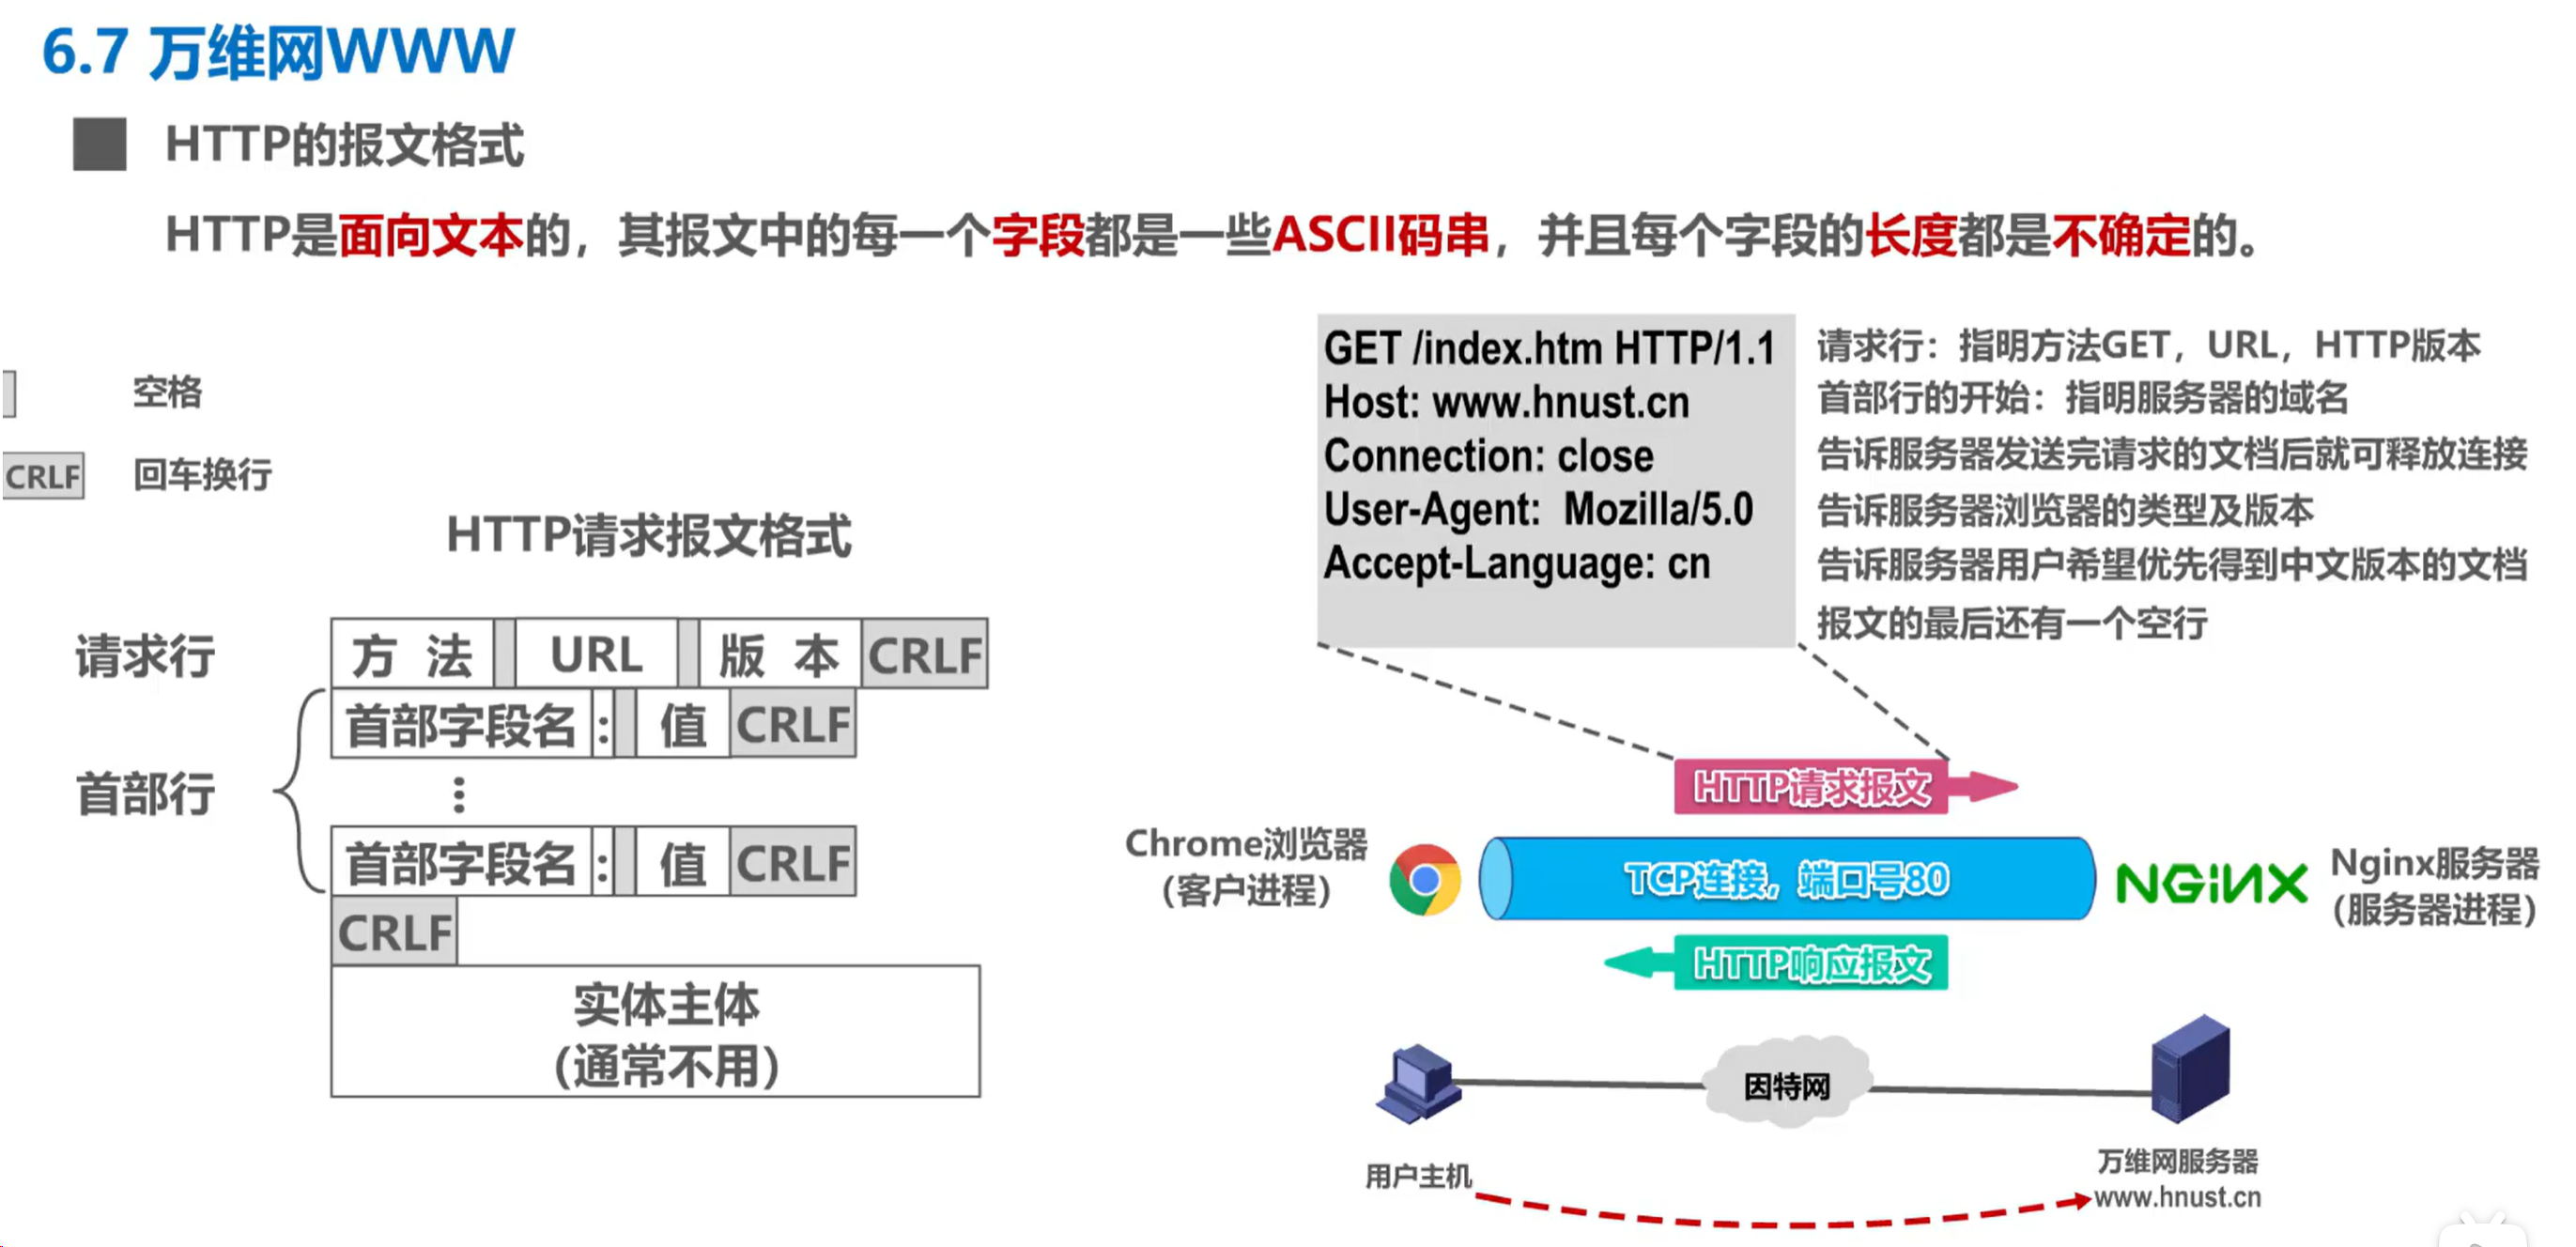 6.7 万维网WWW
HTTP的报文格式
HTTP是面向文本的，其报文中的每一个字段都是一些ASCII码串，并且每个字段的长度都是不确定的。
空格
CRLF 回车换行
HTTP请求报文格式
请求行 方 法 URL 版 本 CRLF
首部行
首部字段名 : 值 CRLF
⋮
首部字段名 : 值 CRLF
CRLF
实体主体
（通常不用）
GET /index.htm HTTP/1.1 请求行：指明方法GET，URL，HTTP版本
Host: www.hnust.cn 首部行的开始：指明服务器的域名
Connection: close 告诉服务器发送完请求的文档后就可释放连接
User-Agent: Mozilla/5.0 告诉服务器浏览器的类型及版本
Accept-Language: cn 告诉服务器用户希望优先得到中文版本的文档
报文的最后还有一个空行
HTTP请求报文
Chrome浏览器
（客户进程）
TCP连接，端口号80
NGINX
Nginx服务器
（服务器进程）
HTTP响应报文
因特网
用户主机
万维网服务器
www.hnust.cn